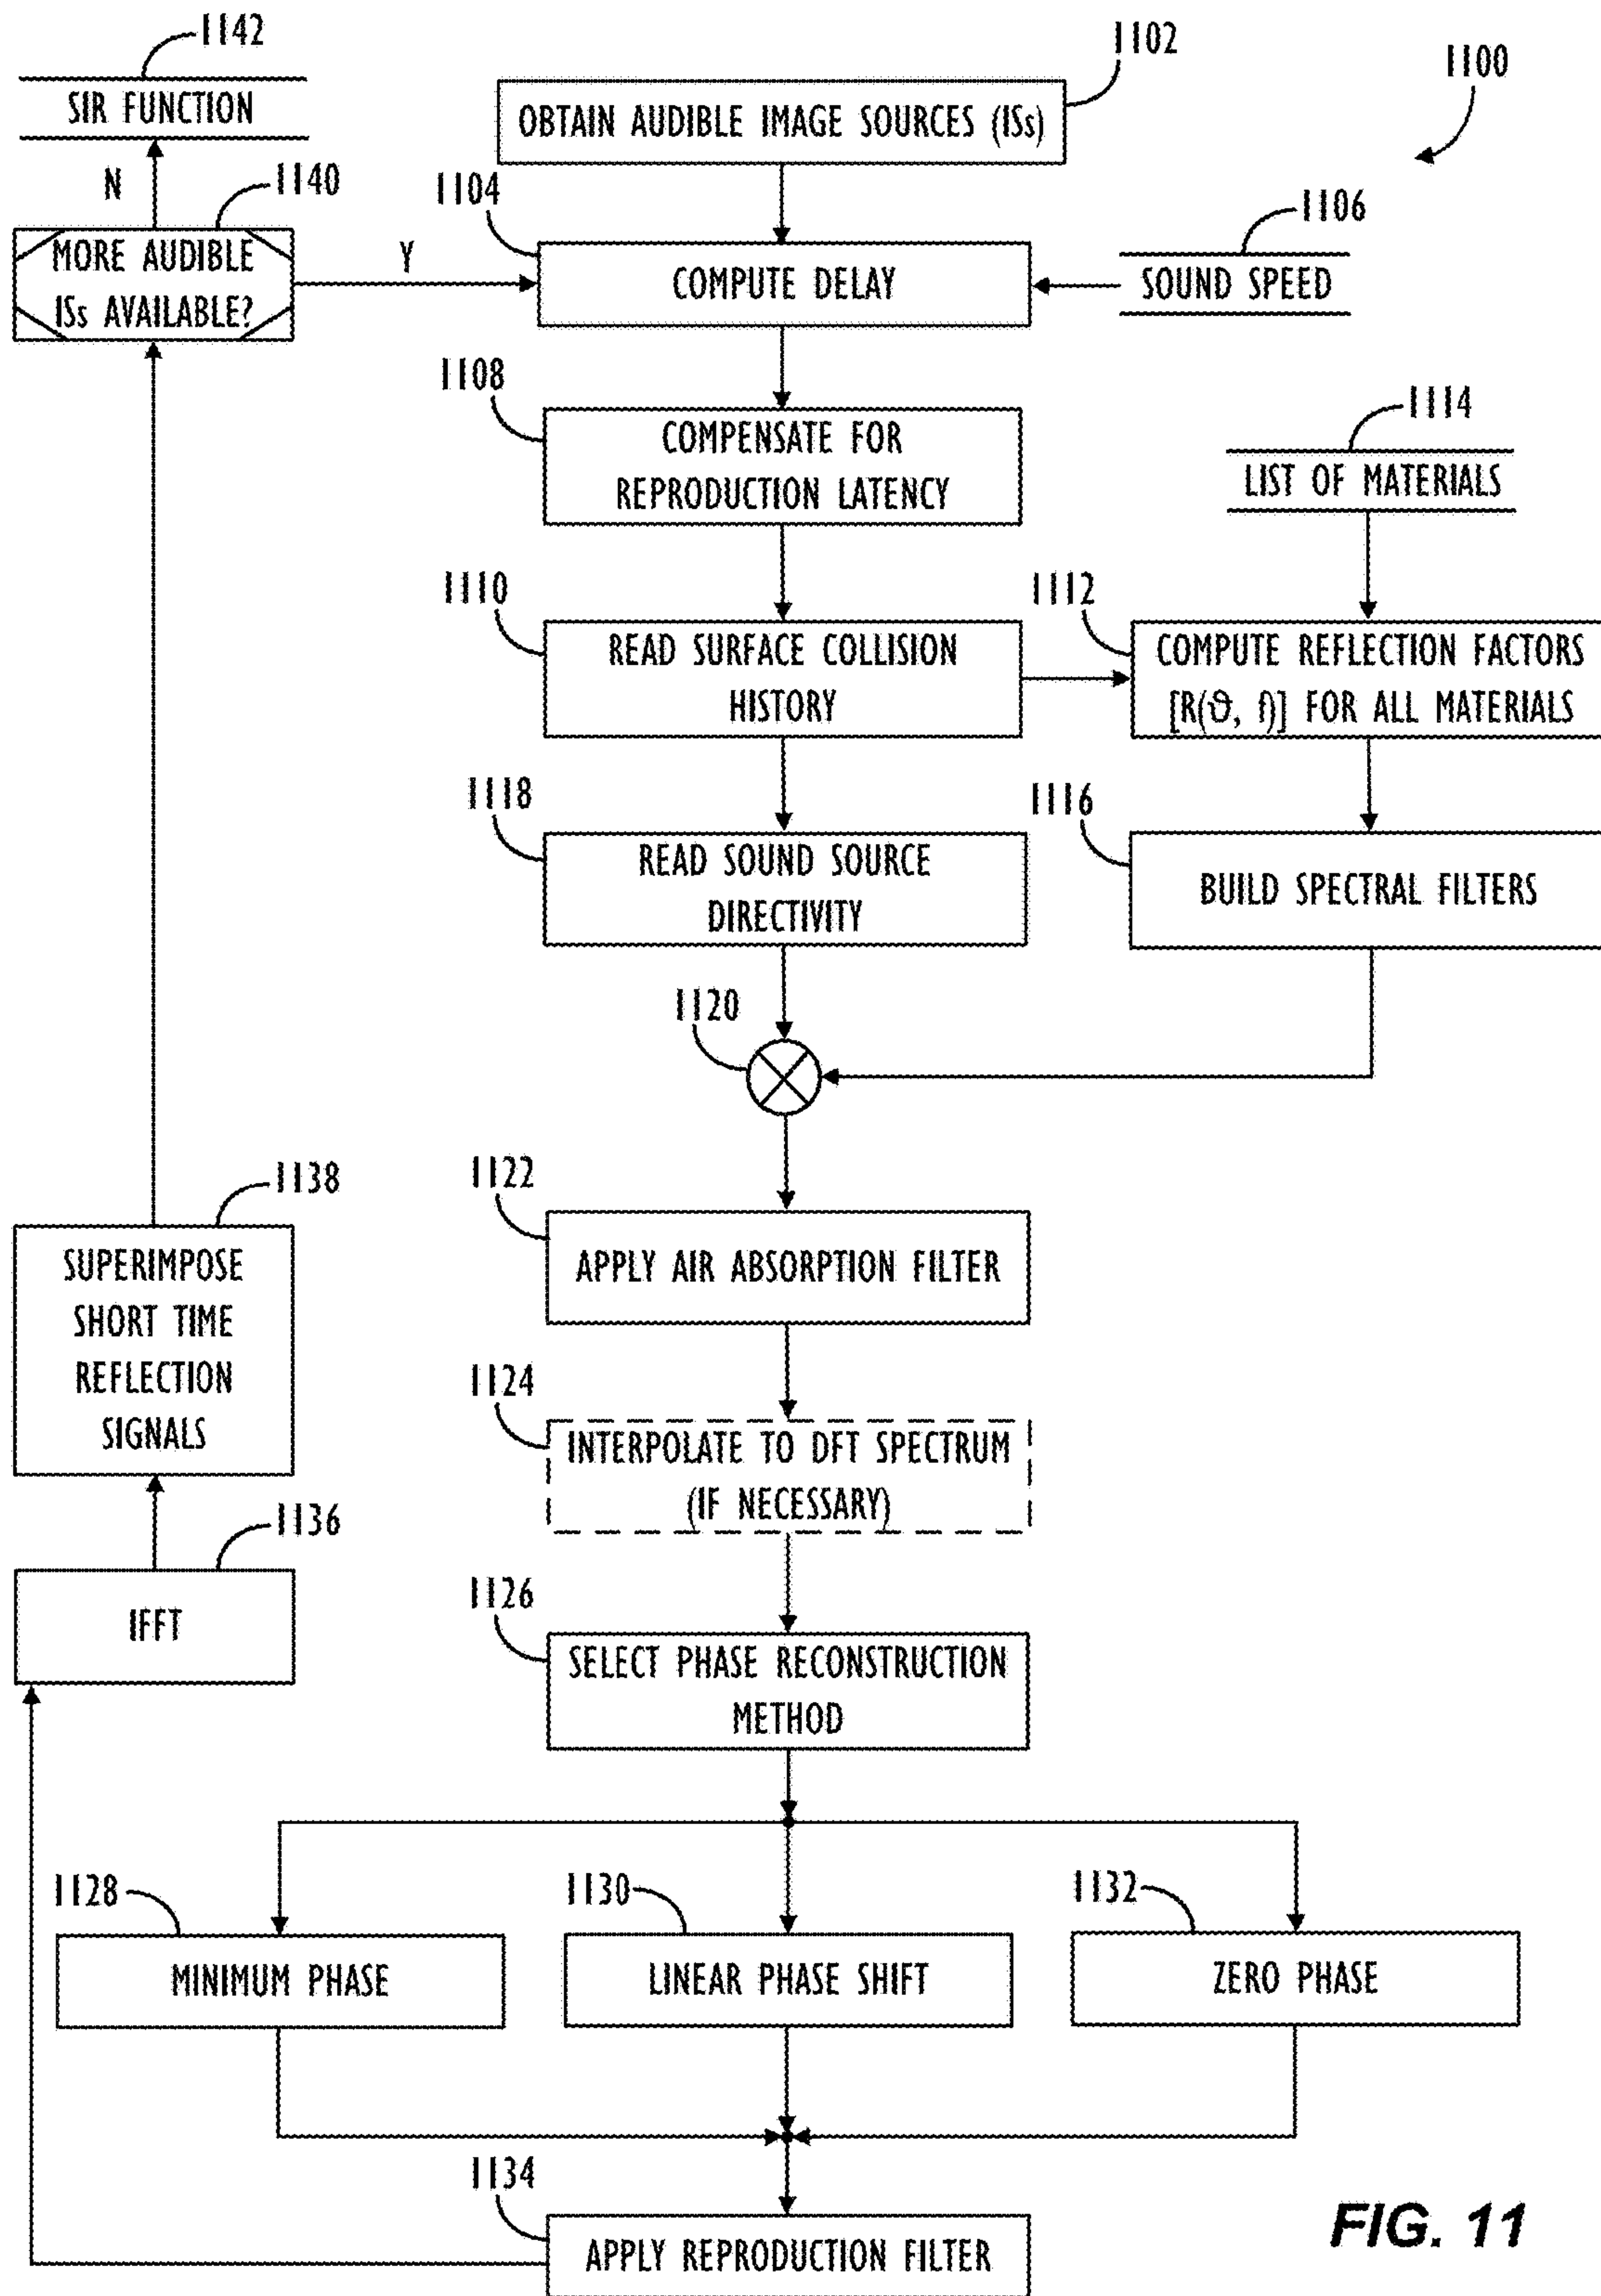 1142
SIR FUNCTION
N
1140
MORE AUDIBLE
ISs AVAILABLE?
Y
1102
OBTAIN AUDIBLE IMAGE SOURCES (ISs)
1100
1104
COMPUTE DELAY
1106
SOUND SPEED
1108
COMPENSATE FOR
REPRODUCTION LATENCY
1114
LIST OF MATERIALS
1110
READ SURFACE COLLISION
HISTORY
1112
COMPUTE REFLECTION FACTORS
[R(ϑ, f)] FOR ALL MATERIALS
1118
READ SOUND SOURCE
DIRECTIVITY
1116
BUILD SPECTRAL FILTERS
1120
1122
APPLY AIR ABSORPTION FILTER
1138
SUPERIMPOSE
SHORT TIME
REFLECTION
SIGNALS
1124
INTERPOLATE TO DFT SPECTRUM
(IF NECESSARY)
1136
IFFT
1126
SELECT PHASE RECONSTRUCTION
METHOD
1128
MINIMUM PHASE
1130
LINEAR PHASE SHIFT
1132
ZERO PHASE
1134
APPLY REPRODUCTION FILTER
FIG. 11